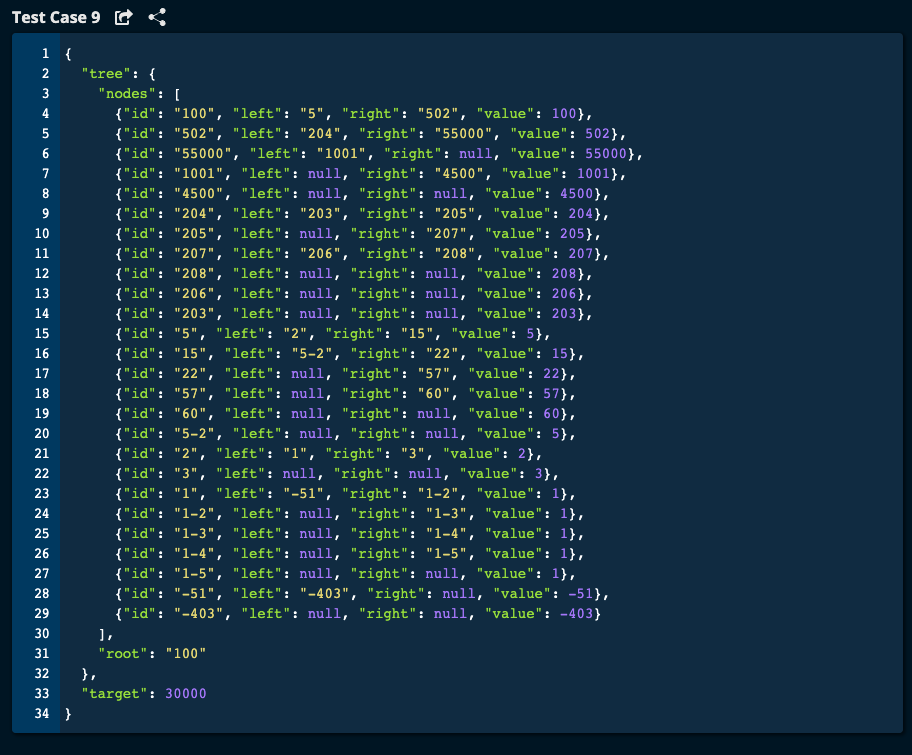 Test Case 9
1 {
2   "tree": {
3     "nodes": [
4       {"id": "100", "left": "5", "right": "502", "value": 100},
5       {"id": "502", "left": "204", "right": "55000", "value": 502},
6       {"id": "55000", "left": "1001", "right": null, "value": 55000},
7       {"id": "1001", "left": null, "right": "4500", "value": 1001},
8       {"id": "4500", "left": null, "right": null, "value": 4500},
9       {"id": "204", "left": "203", "right": "205", "value": 204},
10       {"id": "205", "left": null, "right": "207", "value": 205},
11       {"id": "207", "left": "206", "right": "208", "value": 207},
12       {"id": "208", "left": null, "right": null, "value": 208},
13       {"id": "206", "left": null, "right": null, "value": 206},
14       {"id": "203", "left": null, "right": null, "value": 203},
15       {"id": "5", "left": "2", "right": "15", "value": 5},
16       {"id": "15", "left": "5-2", "right": "22", "value": 15},
17       {"id": "22", "left": null, "right": "57", "value": 22},
18       {"id": "57", "left": null, "right": "60", "value": 57},
19       {"id": "60", "left": null, "right": null, "value": 60},
20       {"id": "5-2", "left": null, "right": null, "value": 5},
21       {"id": "2", "left": "1", "right": "3", "value": 2},
22       {"id": "3", "left": null, "right": null, "value": 3},
23       {"id": "1", "left": "-51", "right": "1-2", "value": 1},
24       {"id": "1-2", "left": null, "right": "1-3", "value": 1},
25       {"id": "1-3", "left": null, "right": "1-4", "value": 1},
26       {"id": "1-4", "left": null, "right": "1-5", "value": 1},
27       {"id": "1-5", "left": null, "right": null, "value": 1},
28       {"id": "-51", "left": "-403", "right": null, "value": -51},
29       {"id": "-403", "left": null, "right": null, "value": -403}
30     ],
31     "root": "100"
32   },
33   "target": 30000
34 }